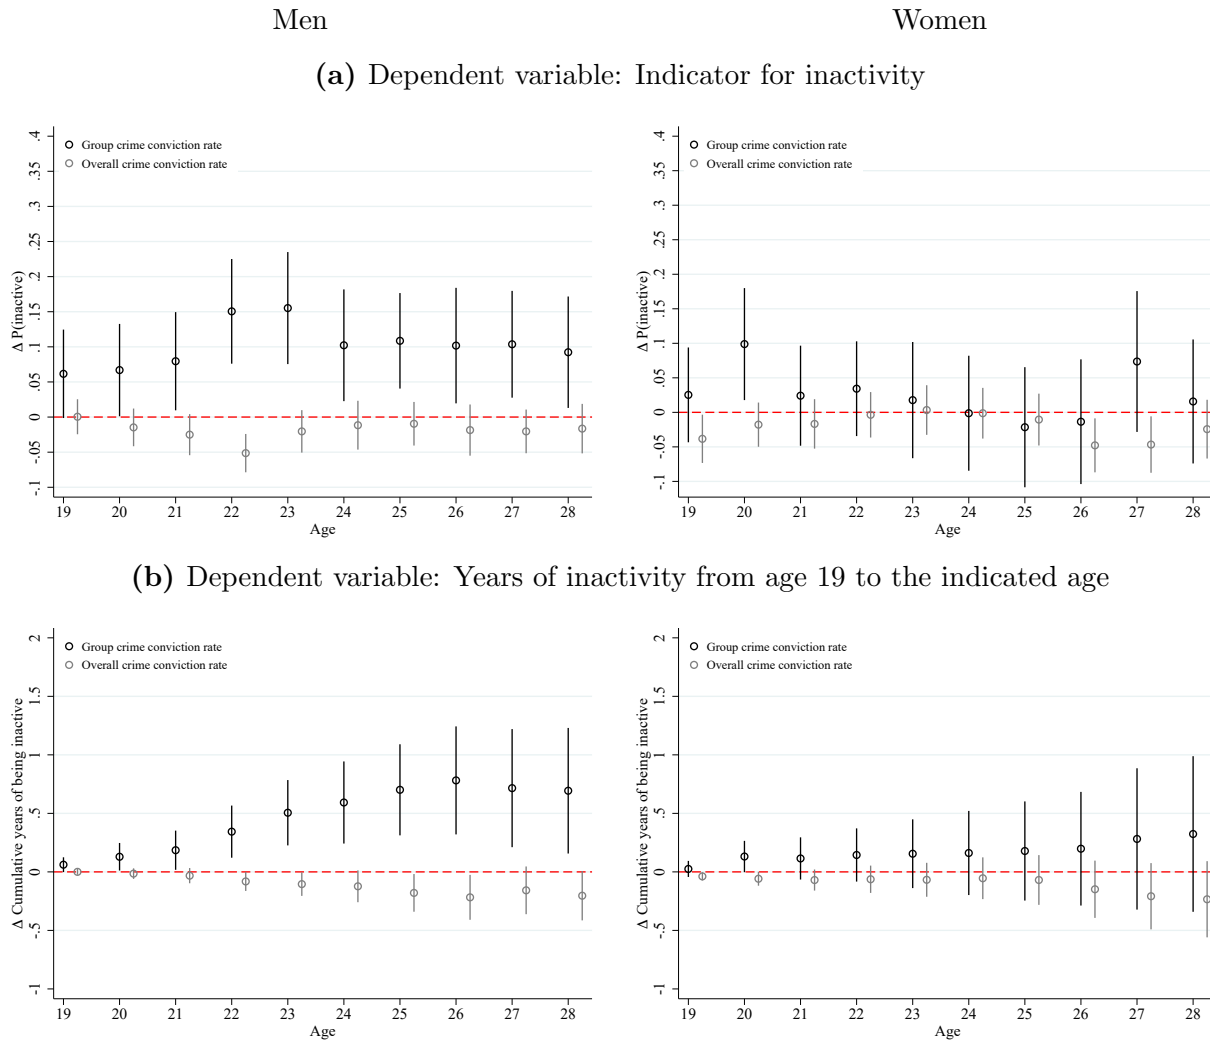 Men Women
(a) Dependent variable: Indicator for inactivity
Group crime conviction rate
Overall crime conviction rate
Δ P(inactive)
.4
.35
.3
.25
.2
.15
.1
.05
0
-.05
-.1
19 20 21 22 23 24 25 26 27 28
Age
Group crime conviction rate
Overall crime conviction rate
Δ P(inactive)
.4
.35
.3
.25
.2
.15
.1
.05
0
-.05
-.1
19 20 21 22 23 24 25 26 27 28
Age
(b) Dependent variable: Years of inactivity from age 19 to the indicated age
Group crime conviction rate
Overall crime conviction rate
Δ Cumulative years of being inactive
2
1.5
1
.5
0
-.5
-1
19 20 21 22 23 24 25 26 27 28
Age
Group crime conviction rate
Overall crime conviction rate
Δ Cumulative years of being inactive
2
1.5
1
.5
0
-.5
-1
19 20 21 22 23 24 25 26 27 28
Age